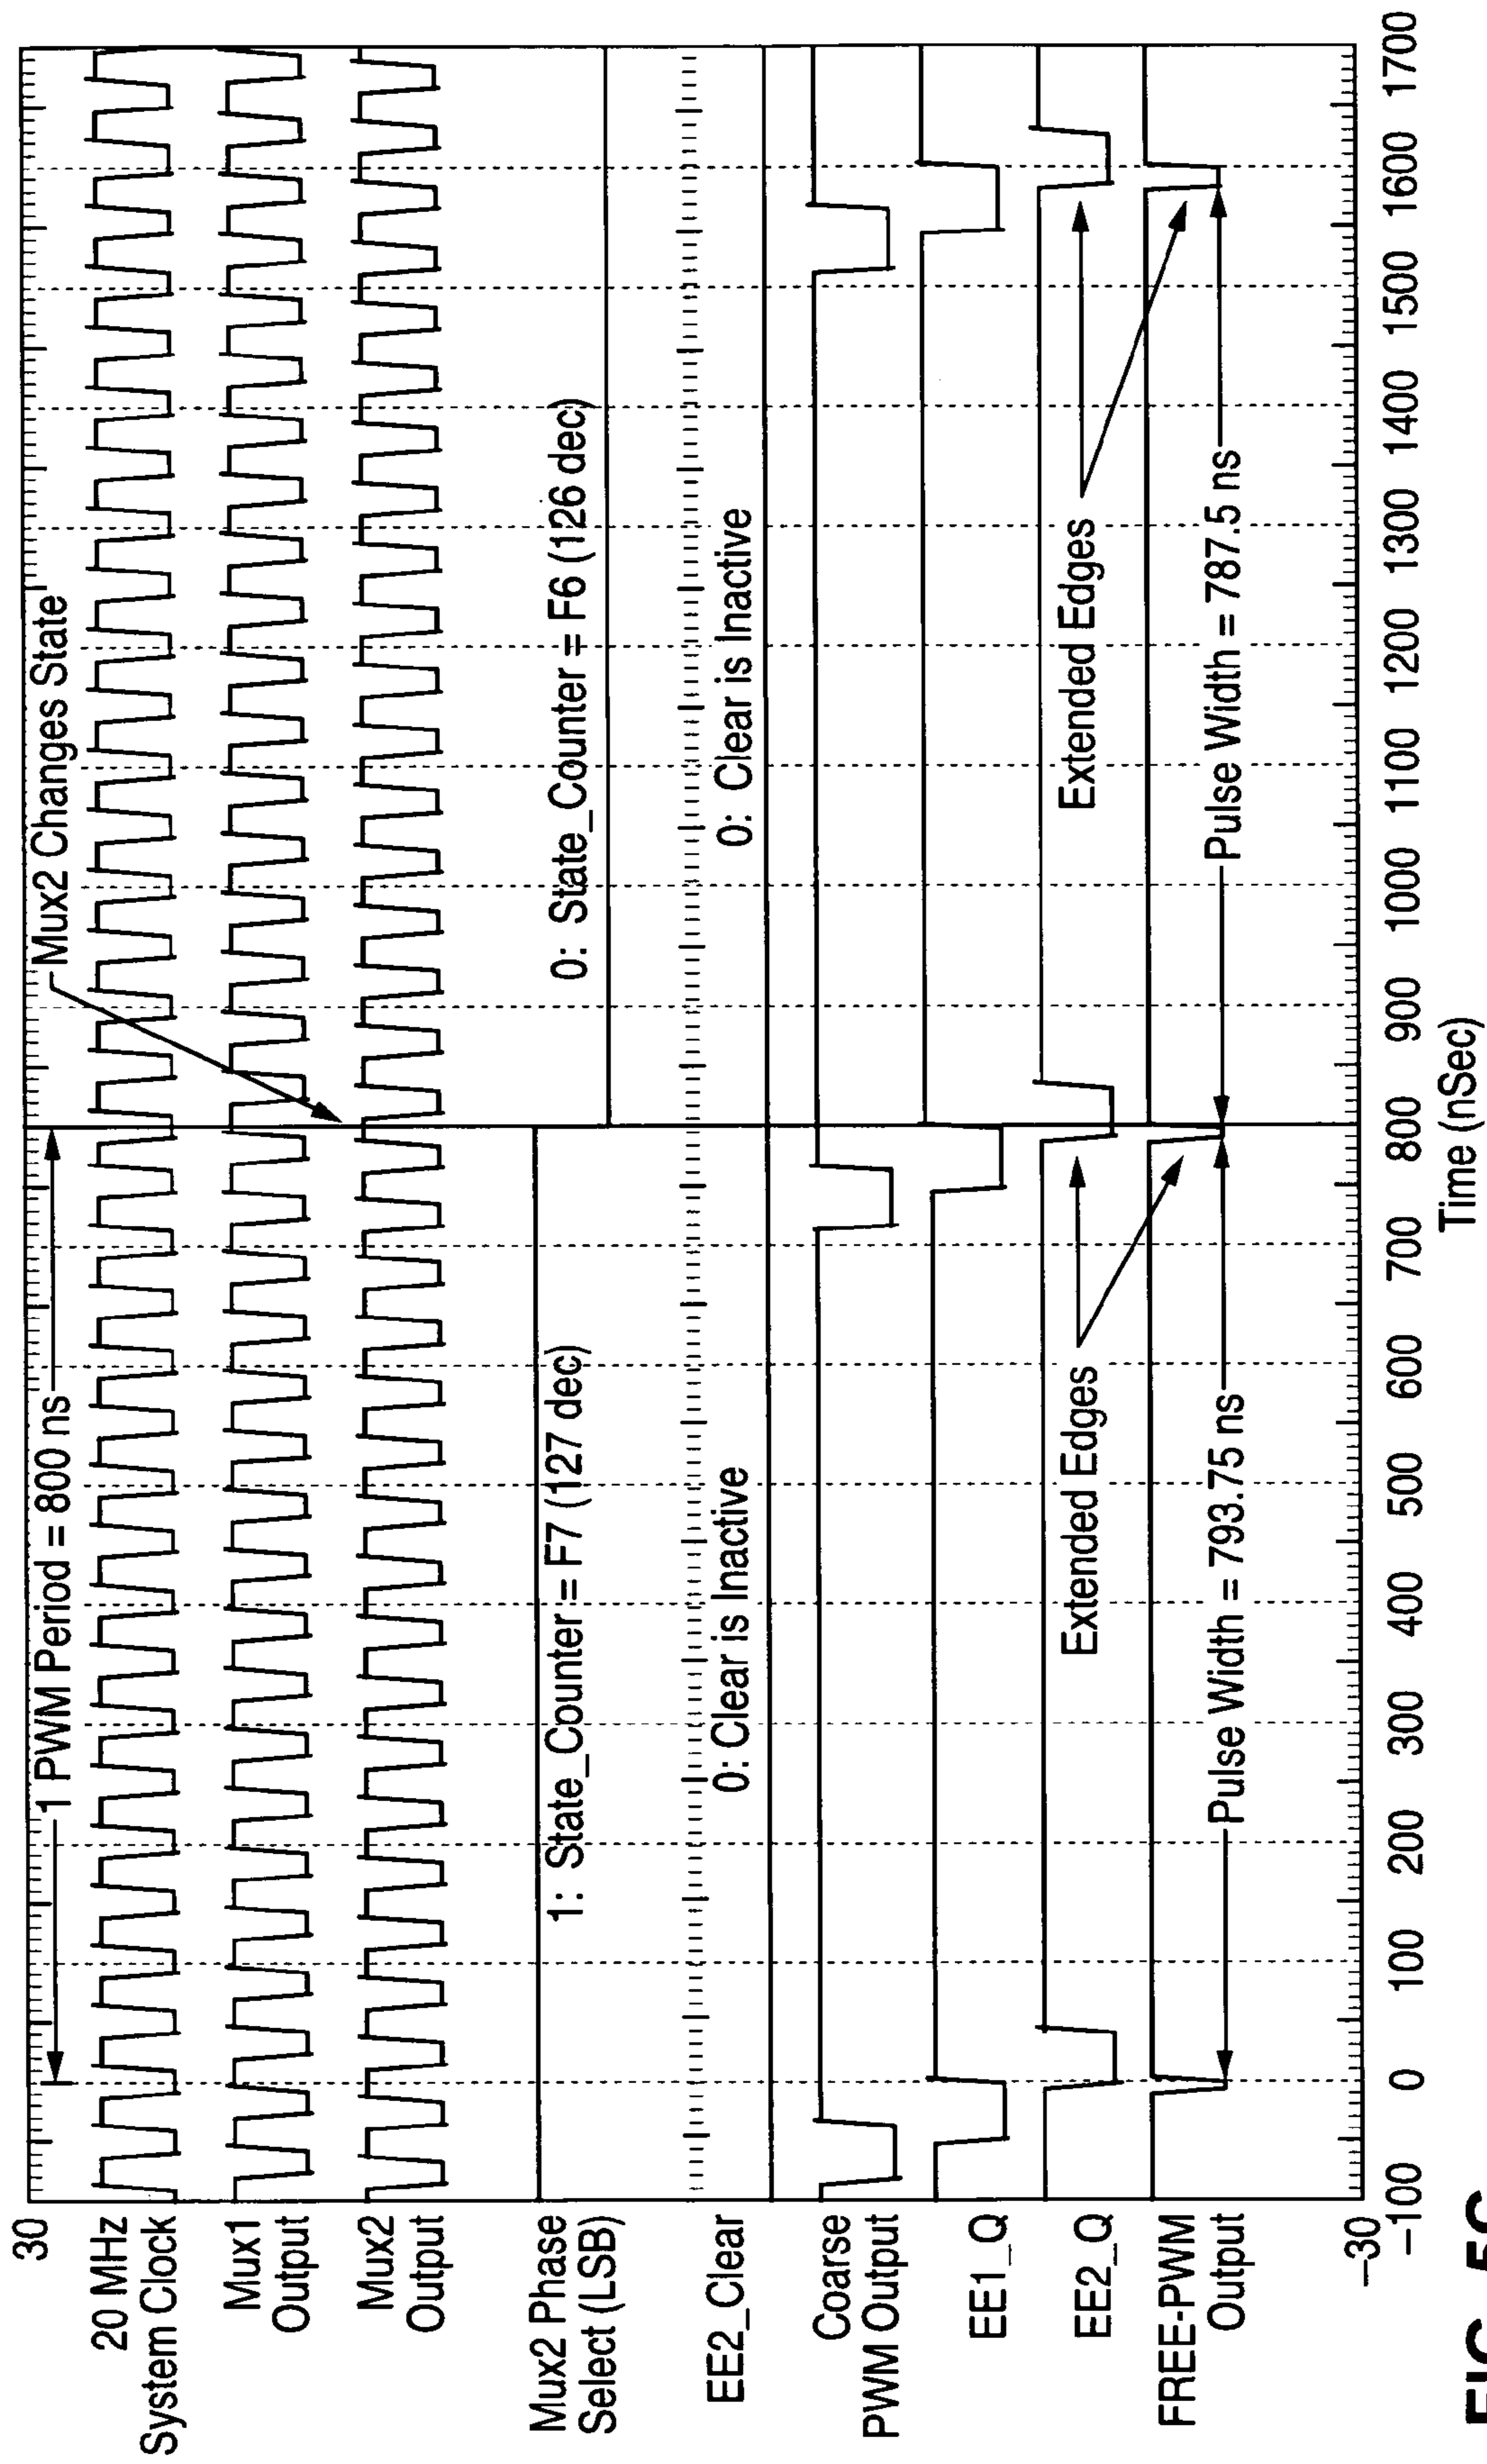 30
1 PWM Period = 800 ns
Mux2 Changes State
20 MHz
System Clock
Mux1
Output
Mux2
Output
Mux2 Phase
Select (LSB)
1: State_Counter = F7 (127 dec)
0: State_Counter = F6 (126 dec)
EE2_Clear
0: Clear is Inactive
0: Clear is Inactive
Coarse
PWM Output
EE1_Q
EE2_Q
Extended Edges
Extended Edges
FREE-PWM
Output
Pulse Width = 793.75 ns
Pulse Width = 787.5 ns
–30
–100 0 100 200 300 400 500 600 700 800 900 1000 1100 1200 1300 1400 1500 1600 1700
Time (nSec)